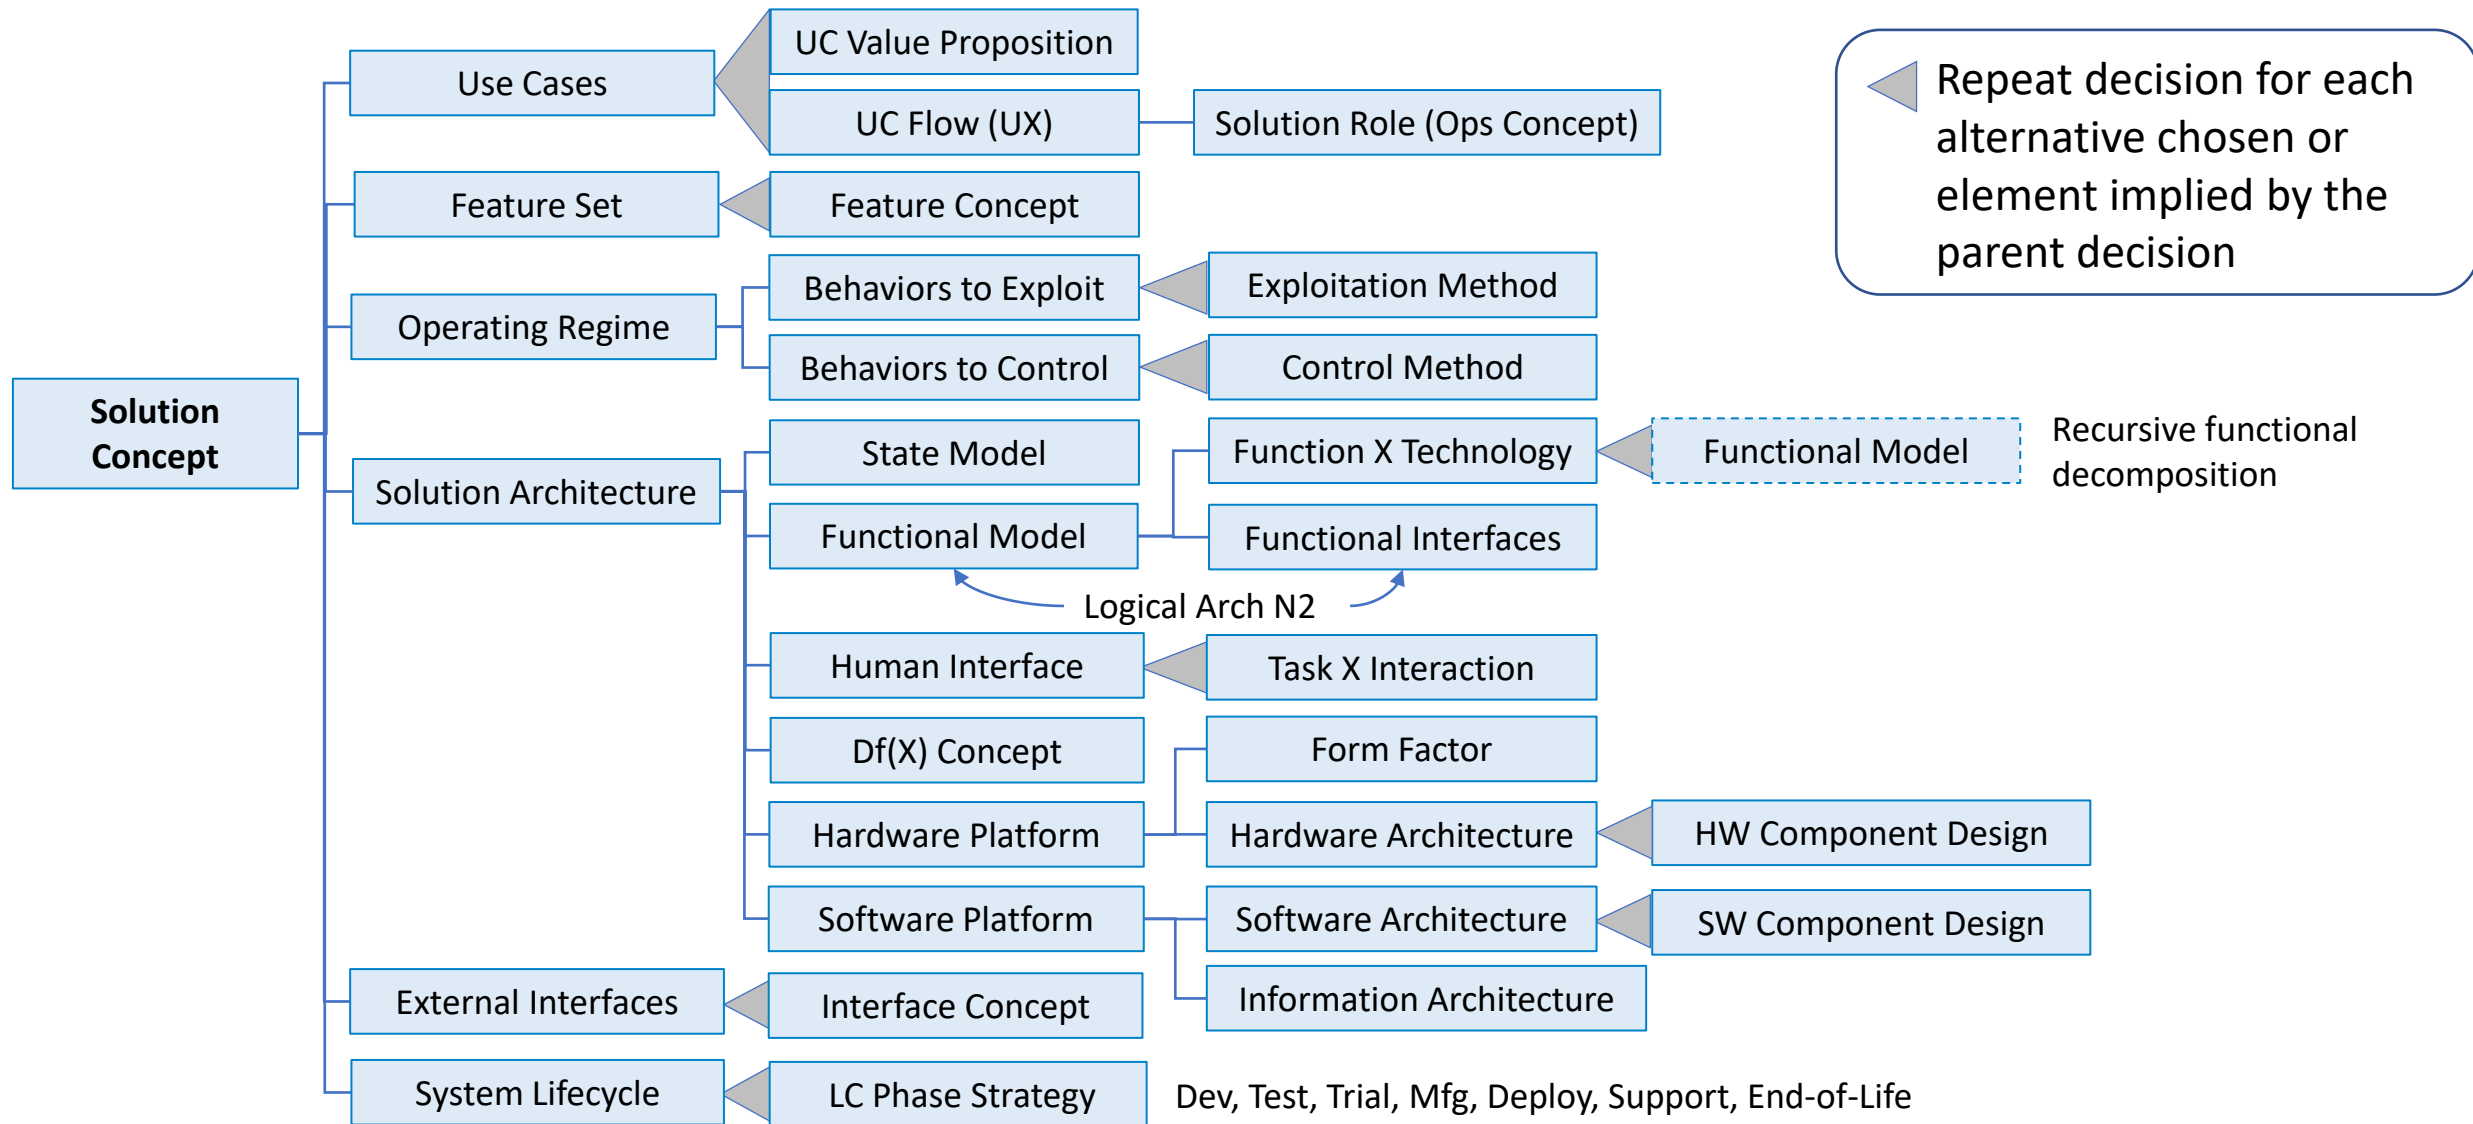 Solution
Concept
Use Cases
UC Value Proposition
UC Flow (UX)
Solution Role (Ops Concept)
Feature Set
Feature Concept
Operating Regime
Behaviors to Exploit
Exploitation Method
Behaviors to Control
Control Method
Solution Architecture
State Model
Functional Model
Function X Technology
Functional Model
Recursive functional
decomposition
Functional Interfaces
Logical Arch N2
Human Interface
Task X Interaction
Df(X) Concept
Hardware Platform
Form Factor
Hardware Architecture
HW Component Design
Software Platform
Software Architecture
SW Component Design
Information Architecture
External Interfaces
Interface Concept
System Lifecycle
LC Phase Strategy
Dev, Test, Trial, Mfg, Deploy, Support, End-of-Life
Repeat decision for each
alternative chosen or
element implied by the
parent decision